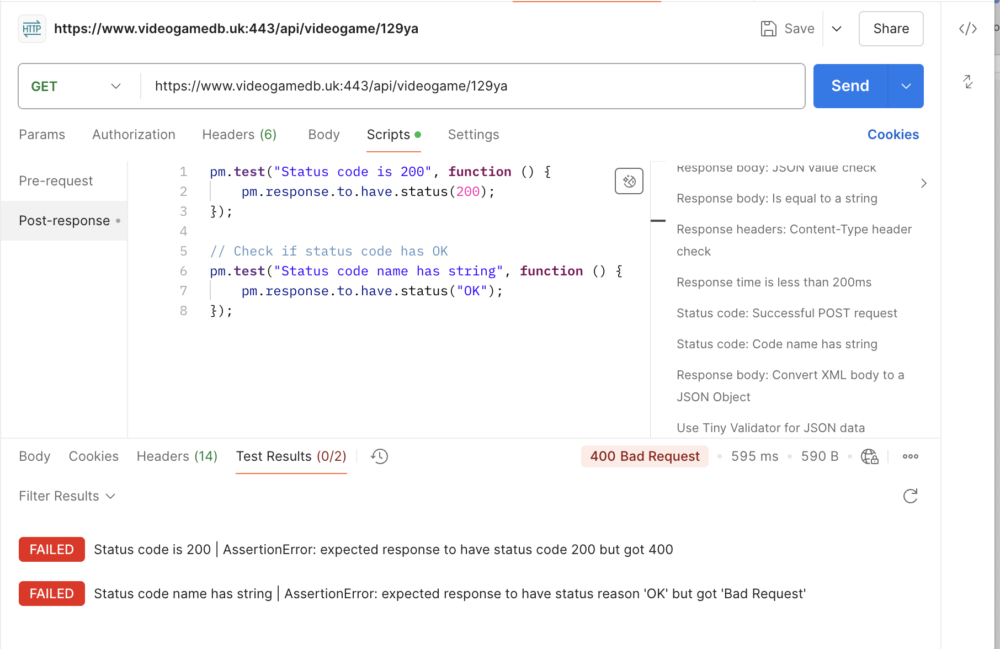 HTTP https://www.videogamedb.uk:443/api/videogame/129ya Save Share
GET https://www.videogamedb.uk:443/api/videogame/129ya Send
Params Authorization Headers (6) Body Scripts Settings Cookies
Pre-request
Post-response
1 pm.test("Status code is 200", function () {
2 pm.response.to.have.status(200);
3 });
4
5 // Check if status code has OK
6 pm.test("Status code name has string", function () {
7 pm.response.to.have.status("OK");
8 });
Response body: JSON value check
Response body: Is equal to a string
Response headers: Content-Type header
check
Response time is less than 200ms
Status code: Successful POST request
Status code: Code name has string
Response body: Convert XML body to a
JSON Object
Use Tiny Validator for JSON data
Body Cookies Headers (14) Test Results (0/2) 400 Bad Request 595 ms 590 B
Filter Results
FAILED Status code is 200 | AssertionError: expected response to have status code 200 but got 400
FAILED Status code name has string | AssertionError: expected response to have status reason 'OK' but got 'Bad Request'